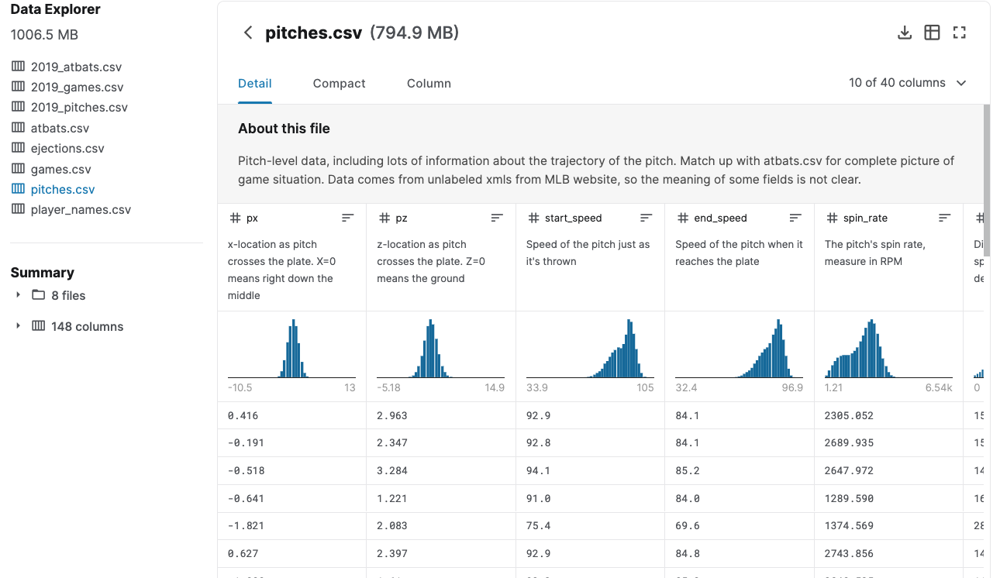 Data Explorer
1006.5 MB
2019_atbats.csv
2019_games.csv
2019_pitches.csv
atbats.csv
ejections.csv
games.csv
pitches.csv
player_names.csv
Summary
8 files
148 columns
pitches.csv (794.9 MB)
Detail Compact Column 10 of 40 columns
About this file
Pitch-level data, including lots of information about the trajectory of the pitch. Match up with atbats.csv for complete picture of
game situation. Data comes from unlabeled xmls from MLB website, so the meaning of some fields is not clear.
# px # pz # start_speed # end_speed # spin_rate #
x-location as pitch z-location as pitch Speed of the pitch just as Speed of the pitch when it The pitch's spin rate, Di
crosses the plate. X=0 crosses the plate. Z=0 it's thrown reaches the plate measure in RPM sp
means right down the means the ground de
middle
-10.5 13 -5.18 14.9 33.9 105 32.4 96.9 1.21 6.54k 0
0.416 2.963 92.9 84.1 2305.052 15
-0.191 2.347 92.8 84.1 2689.935 15
-0.518 3.284 94.1 85.2 2647.972 14
-0.641 1.221 91.0 84.0 1289.590 16
-1.821 2.083 75.4 69.6 1374.569 28
0.627 2.397 92.9 84.8 2743.856 14